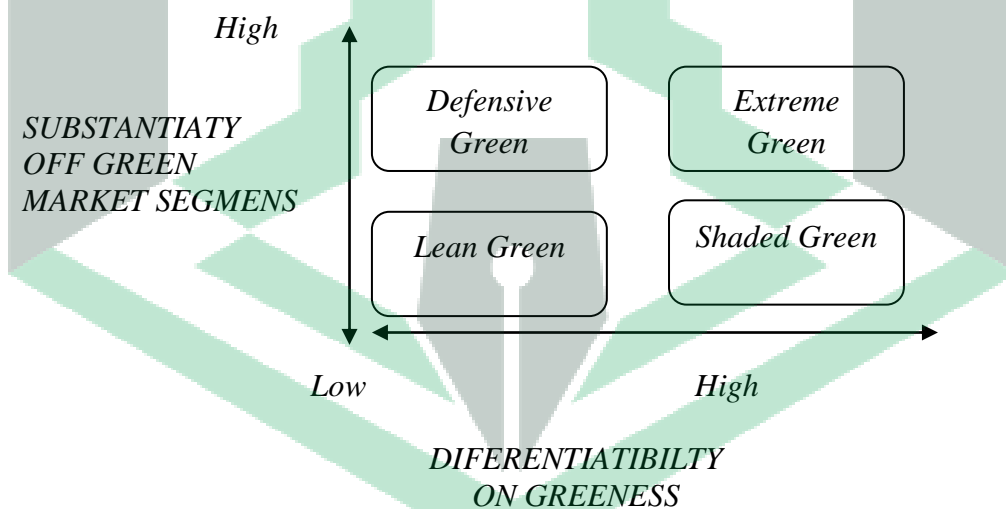 High
Defensive
Green
Extreme
Green
SUBSTANTIATY
OFF GREEN
MARKET SEGMENS
Lean Green
Shaded Green
Low
High
DIFERENTIATIBILTY
ON GREENESS